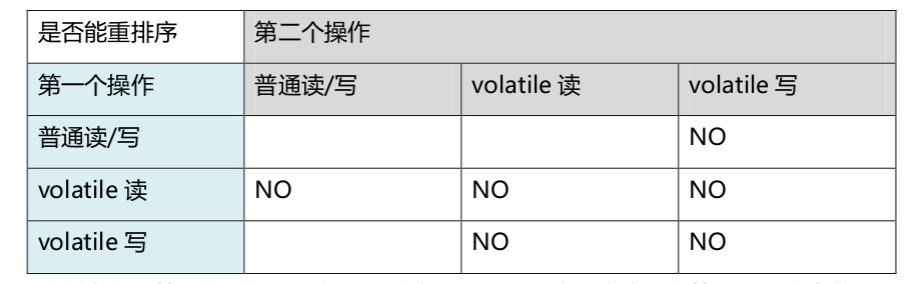 是否能重排序 第二个操作
第一个操作 普通读/写 volatile 读 volatile 写
普通读/写 NO
volatile 读 NO NO NO
volatile 写 NO NO